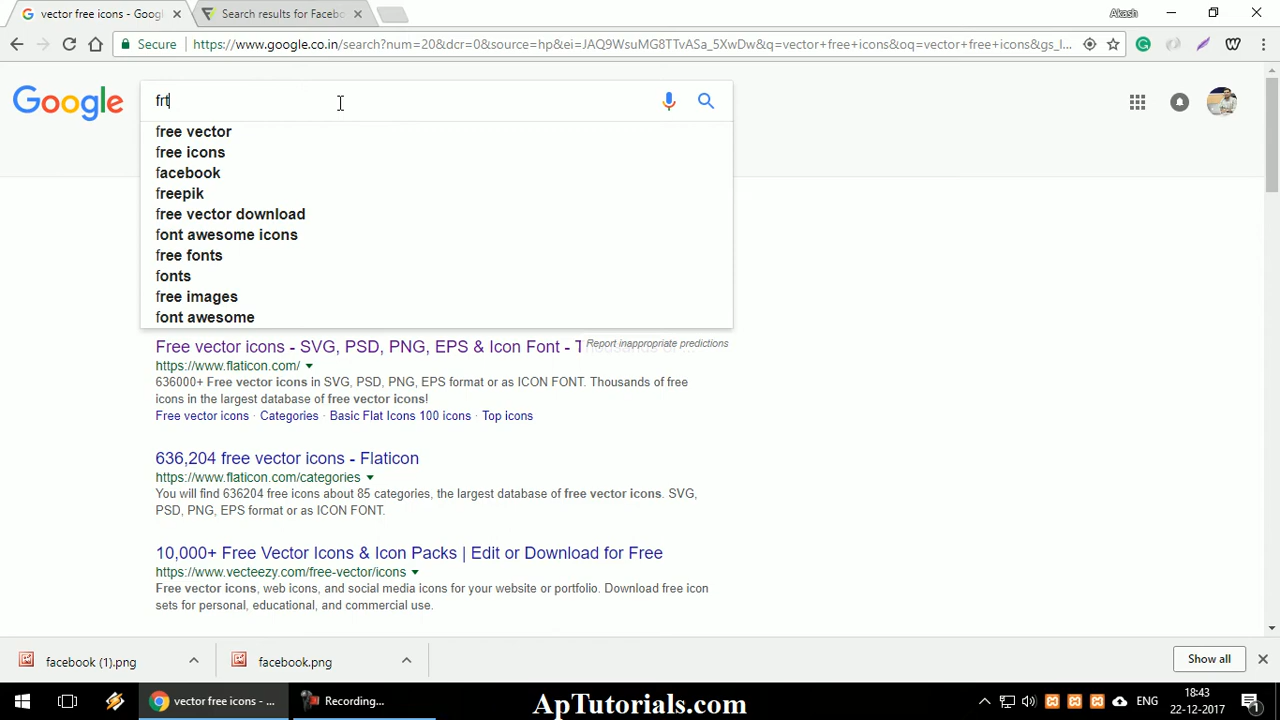 vector free icons - Googl
Search results for Facebo
Akash
Secure
https://www.google.co.in/search?num=20&dcr=0&source=hp&ei=JAQ9WsuMG8TTvASa_5XwDw&q=vector+free+icons&oq=vector+free+icons&gs_l...
Google
frt
free vector
free icons
facebook
freepik
free vector download
font awesome icons
free fonts
fonts
free images
font awesome
Report inappropriate predictions
Free vector icons - SVG, PSD, PNG, EPS & Icon Font - T
https://www.flaticon.com/
636000+ Free vector icons in SVG, PSD, PNG, EPS format or as ICON FONT. Thousands of free
icons in the largest database of free vector icons!
Free vector icons · Categories · Basic Flat Icons 100 icons · Top icons
636,204 free vector icons - Flaticon
https://www.flaticon.com/categories
You will find 636204 free icons about 85 categories, the largest database of free vector icons. SVG,
PSD, PNG, EPS format or as ICON FONT.
10,000+ Free Vector Icons & Icon Packs | Edit or Download for Free
https://www.vecteezy.com/free-vector/icons
Free vector icons, web icons, and social media icons for your website or portfolio. Download free icon
sets for personal, educational, and commercial use.
facebook (1).png
facebook.png
Show all
vector free icons - ...
Recording...
ApTutorials.com
ENG
18:43
22-12-2017
1